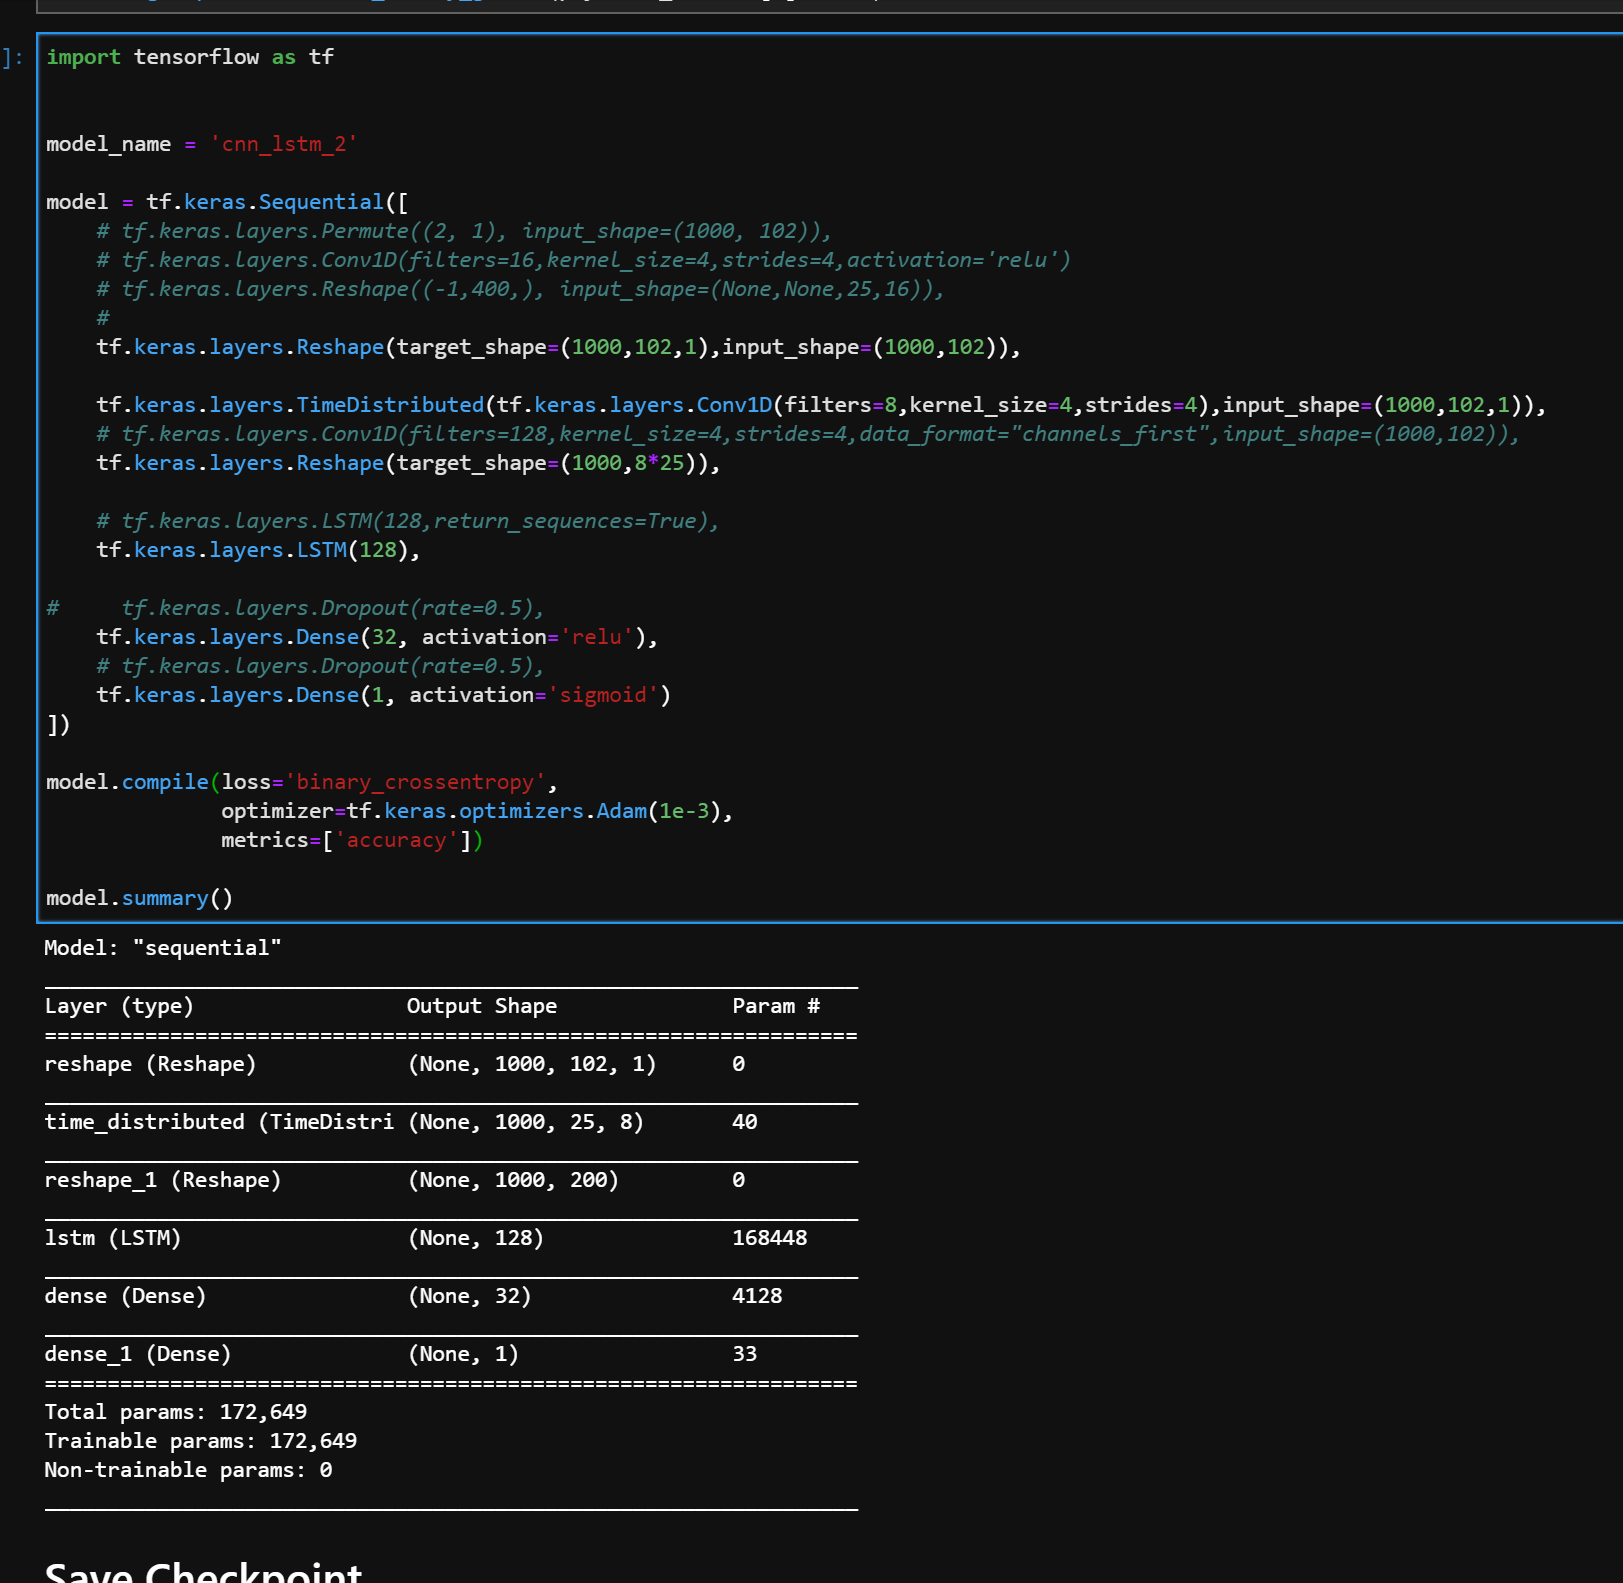 ]:
import tensorflow as tf
model_name = 'cnn_lstm_2'
model = tf.keras.Sequential([
    # tf.keras.layers.Permute((2, 1), input_shape=(1000, 102)),
    # tf.keras.layers.Conv1D(filters=16,kernel_size=4,strides=4,activation='relu')
    # tf.keras.layers.Reshape((-1,400,), input_shape=(None,None,25,16)),
    #
    tf.keras.layers.Reshape(target_shape=(1000,102,1),input_shape=(1000,102)),
    tf.keras.layers.TimeDistributed(tf.keras.layers.Conv1D(filters=8,kernel_size=4,strides=4),input_shape=(1000,102,1)),
    # tf.keras.layers.Conv1D(filters=128,kernel_size=4,strides=4,data_format="channels_first",input_shape=(1000,102)),
    tf.keras.layers.Reshape(target_shape=(1000,8*25)),
    # tf.keras.layers.LSTM(128,return_sequences=True),
    tf.keras.layers.LSTM(128),
#     tf.keras.layers.Dropout(rate=0.5),
    tf.keras.layers.Dense(32, activation='relu'),
    # tf.keras.layers.Dropout(rate=0.5),
    tf.keras.layers.Dense(1, activation='sigmoid')
])
model.compile(loss='binary_crossentropy',
              optimizer=tf.keras.optimizers.Adam(1e-3),
              metrics=['accuracy'])
model.summary()
Model: "sequential"
_________________________________________________________________
Layer (type)                 Output Shape              Param #
=================================================================
reshape (Reshape)            (None, 1000, 102, 1)      0
_________________________________________________________________
time_distributed (TimeDistri (None, 1000, 25, 8)       40
_________________________________________________________________
reshape_1 (Reshape)          (None, 1000, 200)         0
_________________________________________________________________
lstm (LSTM)                  (None, 128)               168448
_________________________________________________________________
dense (Dense)                (None, 32)                4128
_________________________________________________________________
dense_1 (Dense)              (None, 1)                 33
=================================================================
Total params: 172,649
Trainable params: 172,649
Non-trainable params: 0
_________________________________________________________________
Save Checkpoint